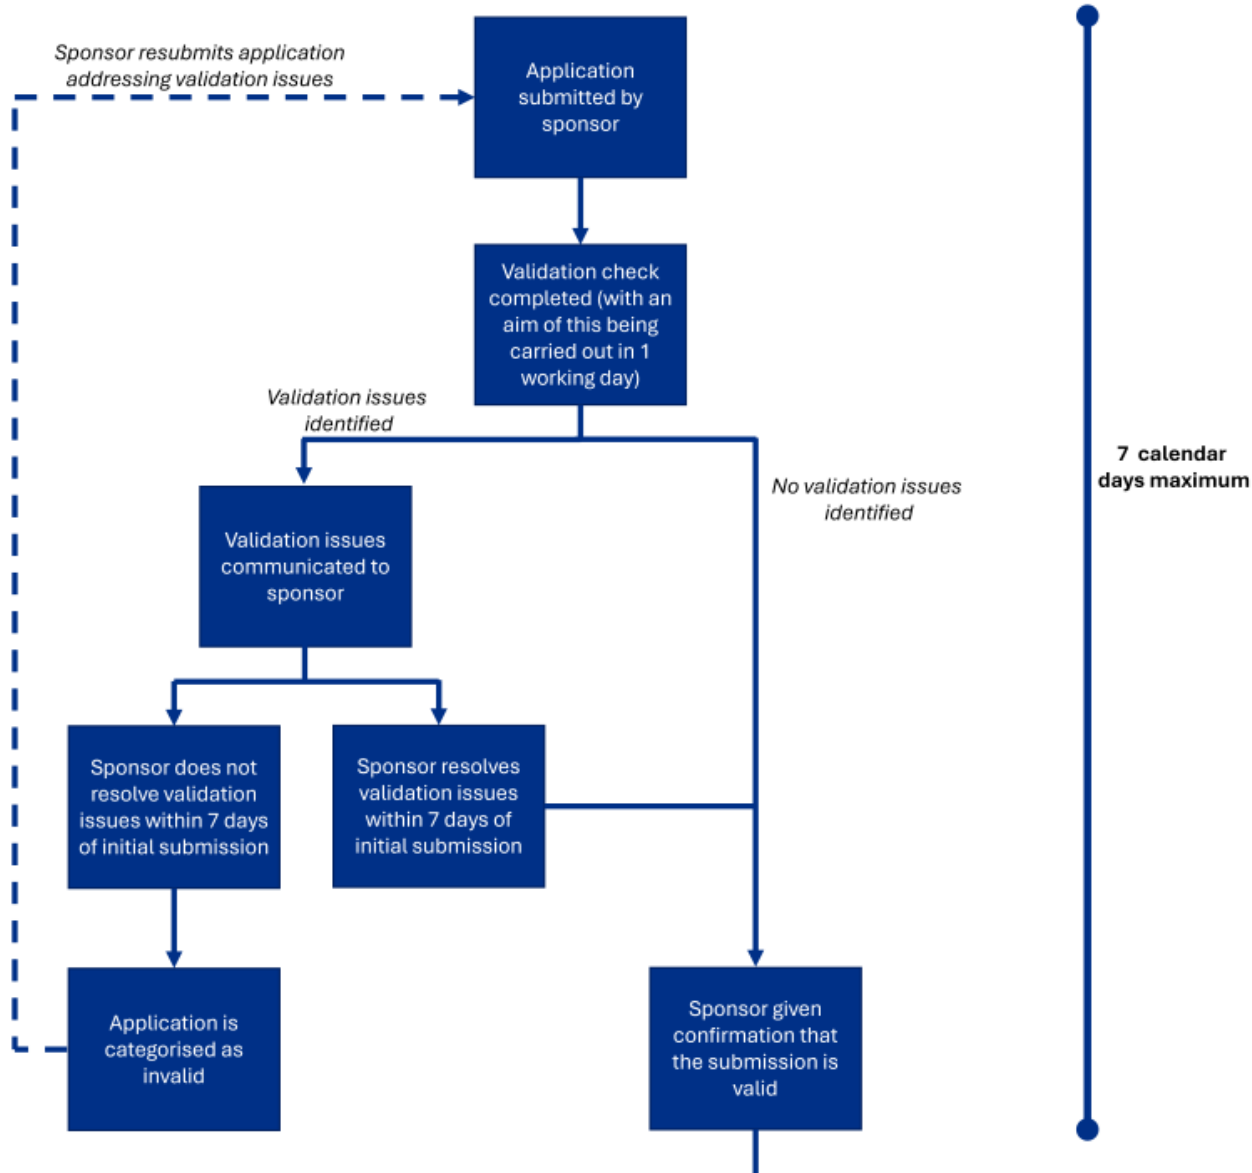 Sponsor resubmits application
addressing validation issues
Application
submitted by
sponsor
Validation check
completed (with an
aim of this being
carried out in 1
working day)
Validation issues
identified
No validation issues
identified
7 calendar
days maximum
Validation issues
communicated to
sponsor
Sponsor does not
resolve validation
issues within 7 days
of initial submission
Sponsor resolves
validation issues
within 7 days of
initial submission
Application is
categorised as
invalid
Sponsor given
confirmation that
the submission is
valid